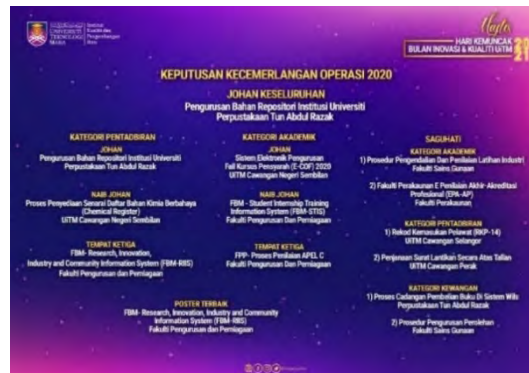 UNIVERSITI
TEKNOLOGI
MARA
Institut
Kualiti dan
Pengembangan
Ilmu
HARI KEMUNCAK
BULAN INOVASI & KUALITI UiTM
2021
KEPUTUSAN KECEMERLANGAN OPERASI 2020
JOHAN KESELURUHAN
Pengurusan Bahan Repositori Institusi Universiti
Perpustakaan Tun Abdul Razak
KATEGORI PENTADBIRAN
JOHAN
Pengurusan Bahan Repositori Institusi Universiti
Perpustakaan Tun Abdul Razak
NAIB JOHAN
Proses Penyediaan Senarai Daftar Bahan Kimia Berbahaya
(Chemical Register)
UiTM Cawangan Negeri Sembilan
TEMPAT KETIGA
FBM- Research, Innovation,
Industry and Community Information System (FBM-RIIS)
Fakulti Pengurusan dan Perniagaan
KATEGORI AKADEMIK
JOHAN
Sistem Elektronik Pengurusan
Fail Kursus Pensyarah (E-COF) 2020
UiTM Cawangan Negeri Sembilan
NAIB JOHAN
FBM - Student Internship Training
Information System (FBM-STIS)
Fakulti Pengurusan dan Perniagaan
TEMPAT KETIGA
FPP- Proses Penilaian APEL C
Fakulti Pengurusan Dan Perniagaan
POSTER TERBAIK
FBM- Research, Innovation, Industry and Community
Information System (FBM-RIIS)
Fakulti Pengurusan dan Perniagaan
SAGUHATI
KATEGORI AKADEMIK
1) Prosedur Pengendalian Dan Penilaian Latihan Industri
Fakulti Sains Gunaan
2) Fakulti Perakaunan E Penilaian Akhir-Akreditasi
Profesional (EPA-AP)
Fakulti Perakaunan
KATEGORI PENTADBIRAN
1) Rekod Kemasukan Pelawat (RKP-14)
UiTM Cawangan Selangor
2) Penjanaan Surat Lantikan Secara Atas Talian
UiTM Cawangan Perak
KATEGORI KEWANGAN
1) Proses Cadangan Pembelian Buku Di Sistem Wils
Perpustakaan Tun Abdul Razak
2) Prosedur Pengurusan Perolehan
Fakulti Sains Gunaan